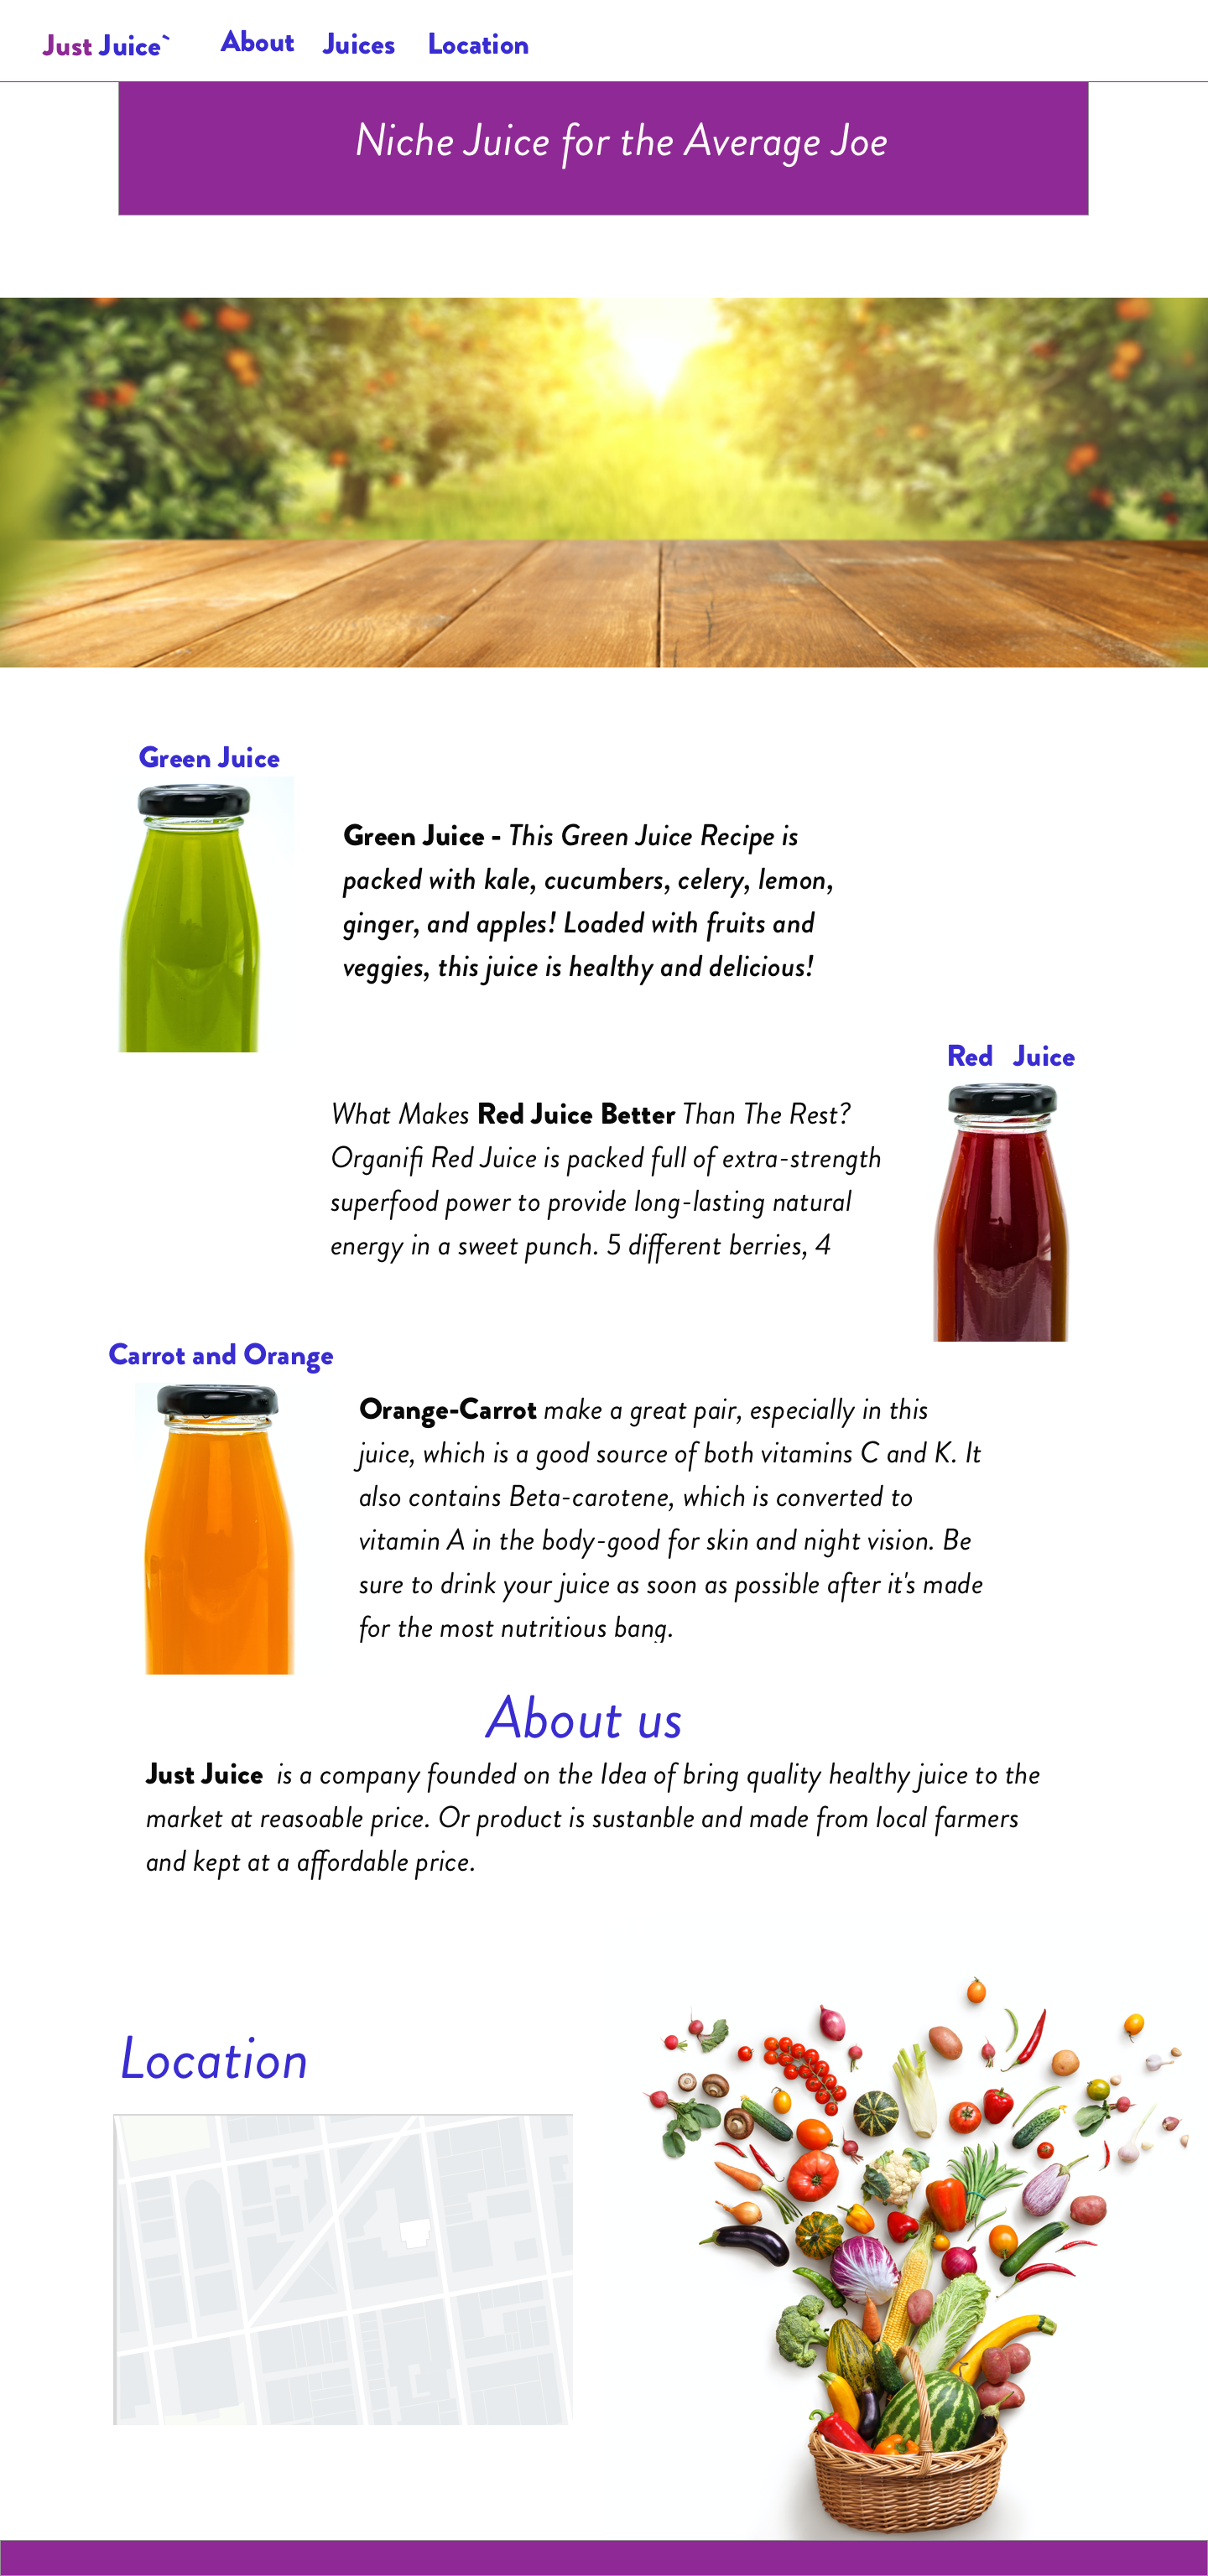 Just Juice` About Juices Location
Niche Juice for the Average Joe
Green Juice
Green Juice - This Green Juice Recipe is
packed with kale, cucumbers, celery, lemon,
ginger, and apples! Loaded with fruits and
veggies, this juice is healthy and delicious!
Red Juice
What Makes Red Juice Better Than The Rest?
Organifi Red Juice is packed full of extra-strength
superfood power to provide long-lasting natural
energy in a sweet punch. 5 different berries, 4
Carrot and Orange
Orange-Carrot make a great pair, especially in this
juice, which is a good source of both vitamins C and K. It
also contains Beta-carotene, which is converted to
vitamin A in the body-good for skin and night vision. Be
sure to drink your juice as soon as possible after it's made
for the most nutritious bang.
About us
Just Juice is a company founded on the Idea of bring quality healthy juice to the
market at reasoable price. Or product is sustanble and made from local farmers
and kept at a affordable price.
Location